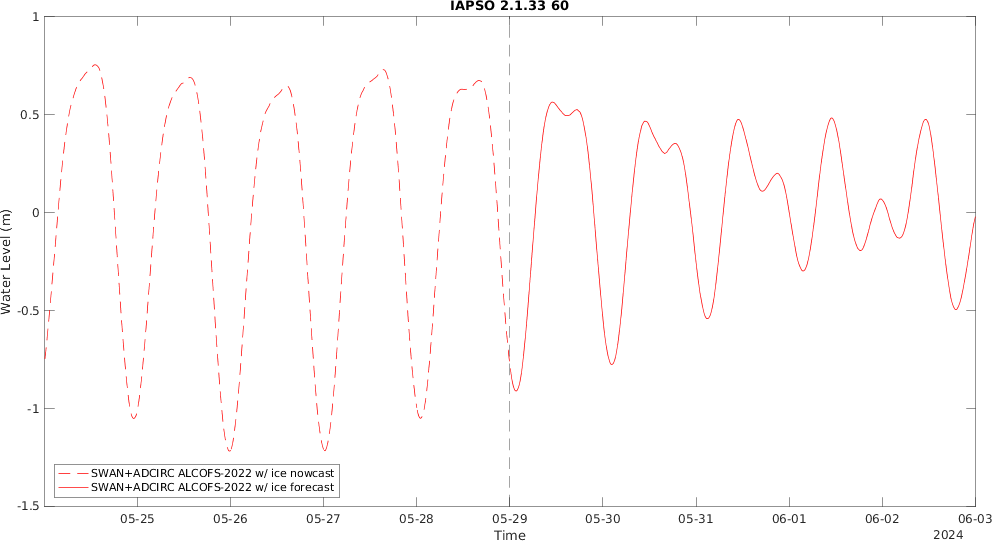 IAPSO 2.1.33 60
1
0.5
0
-0.5
-1
-1.5
Water Level (m)
SWAN+ADCIRC ALCOFS-2022 w/ ice nowcast
SWAN+ADCIRC ALCOFS-2022 w/ ice forecast
05-25 05-26 05-27 05-28 05-29 05-30 05-31 06-01 06-02 06-03
Time
2024